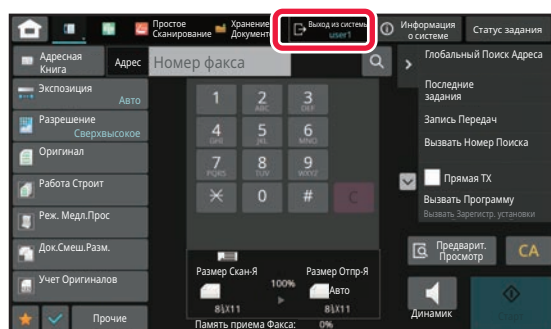 Простое
Сканирование
Хранение
Документ
Выход из системы
user1
Информация
о системе
Статус задания
Адресная
Книга
Адрес
Номер факса
Глобальный Поиск Адреса
Экспозиция
Авто
Последние
задания
1
2
ABC
3
DEF
Разрешение
Сверхвысокое
Запись Передач
4
GHI
5
JKL
6
MNO
Вызвать Номер Поиска
Оригинал
7
PQRS
8
TUV
9
WXYZ
Прямая TX
Работа Строит
0
#
C
Вызвать Программу
Вызвать Зарегистр. установки
Реж. Медл.Прос
Док.Смеш.Разм.
Предварит.
Просмотр
CA
Размер Скан-Я
100%
Размер Отпр-Я
Учет Оригиналов
Авто
8½X11
8½X11
Динамик
Прочие
Память приема Факса: 0%